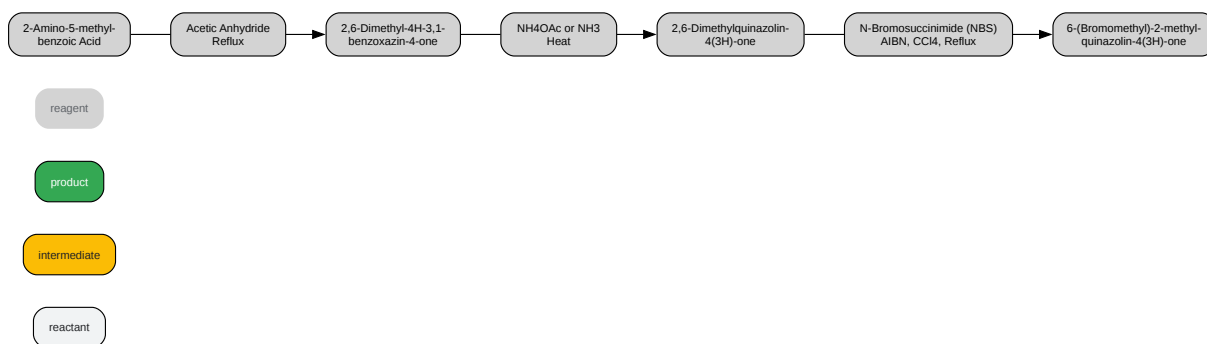 2-Amino-5-methyl-
benzoic Acid
Acetic Anhydride
Reflux
2,6-Dimethyl-4H-3,1-
benzoxazin-4-one
NH4OAc or NH3
Heat
2,6-Dimethylquinazolin-
4(3H)-one
N-Bromosuccinimide (NBS)
AIBN, CCl4, Reflux
6-(Bromomethyl)-2-methyl-
quinazolin-4(3H)-one
reagent
product
intermediate
reactant